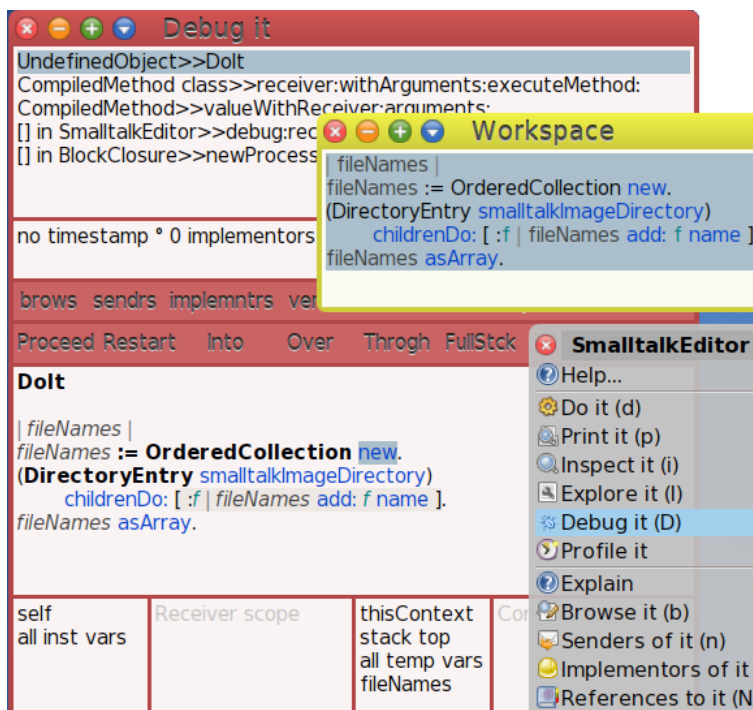 Debug it
UndefinedObject>>DoIt
CompiledMethod class>>receiver:withArguments:executeMethod:
CompiledMethod>>valueWithReceiver:arguments:
[] in SmalltalkEditor>>debug:rec
[] in BlockClosure>>newProcess
no timestamp ° 0 implementors
brows sendrs implemntrs
Proceed Restart Into Over Throgh FullStck
DoIt
| fileNames |
fileNames := OrderedCollection new.
(DirectoryEntry smalltalkImageDirectory)
childrenDo: [ :f | fileNames add: f name ].
fileNames asArray.
self
all inst vars
Receiver scope
thisContext
stack top
all temp vars
fileNames
Workspace
| fileNames |
fileNames := OrderedCollection new.
(DirectoryEntry smalltalkImageDirectory)
childrenDo: [ :f | fileNames add: f name ]
fileNames asArray.
SmalltalkEditor
Help...
Do it (d)
Print it (p)
Inspect it (i)
Explore it (I)
Debug it (D)
Profile it
Explain
Browse it (b)
Senders of it (n)
Implementors of it
References to it (N